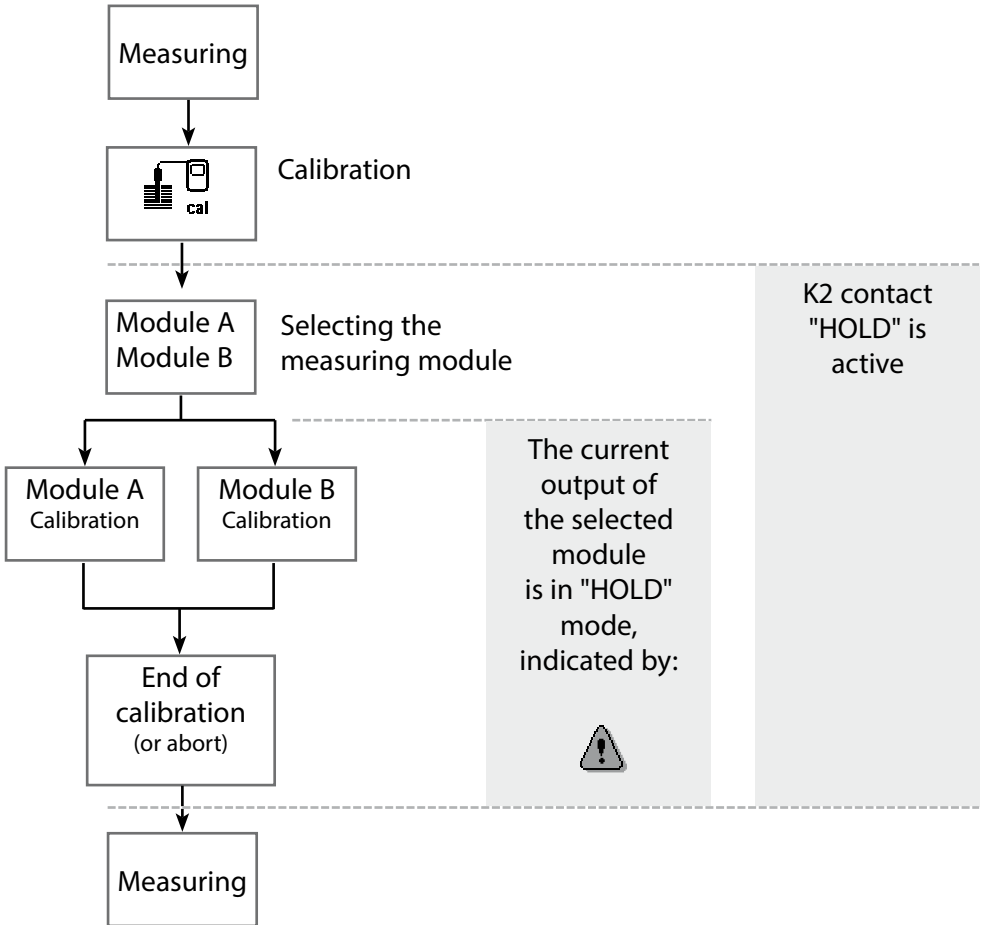 Measuring
cal
Calibration
Module A
Module B
Selecting the
measuring module
K2 contact
"HOLD" is
active
Module A
Calibration
Module B
Calibration
The current
output of
the selected
module
is in "HOLD"
mode,
indicated by:
!
End of
calibration
(or abort)
Measuring